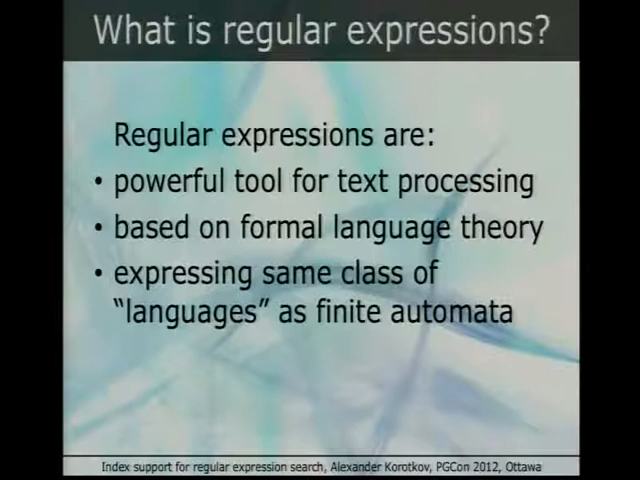 What is regular expressions?
Regular expressions are:
• powerful tool for text processing
• based on formal language theory
• expressing same class of
“languages” as finite automata
Index support for regular expression search, Alexander Korotkov, PGCon 2012, Ottawa